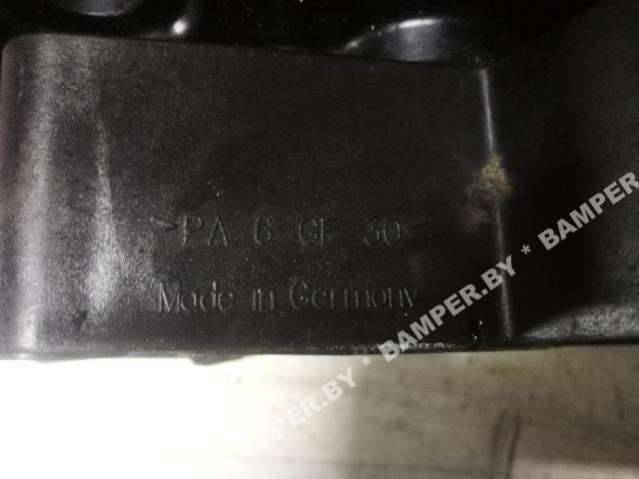 >PA 6 GF 30<
Made in Germany
BAMPER.BY * BAMPER.BY * BAMPER